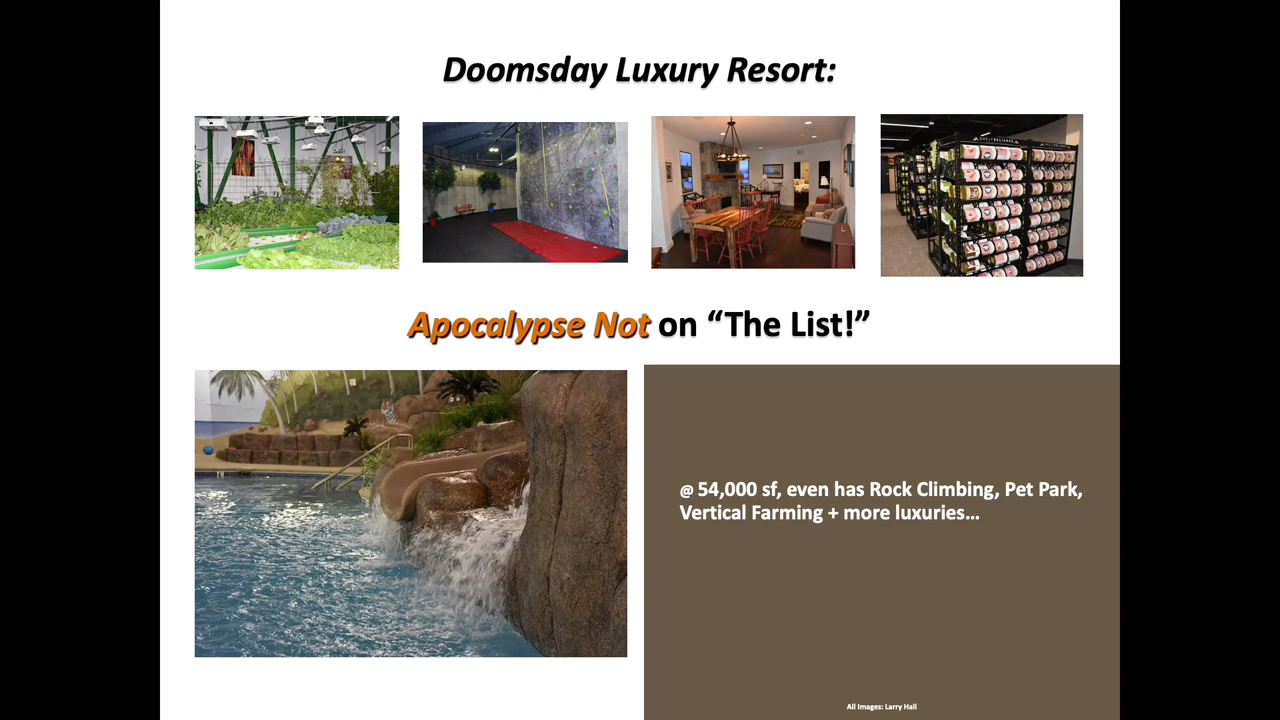 Doomsday Luxury Resort:
Apocalypse Not on “The List!”
@ 54,000 sf, even has Rock Climbing, Pet Park,
Vertical Farming + more luxuries…
All Images: Larry Hall